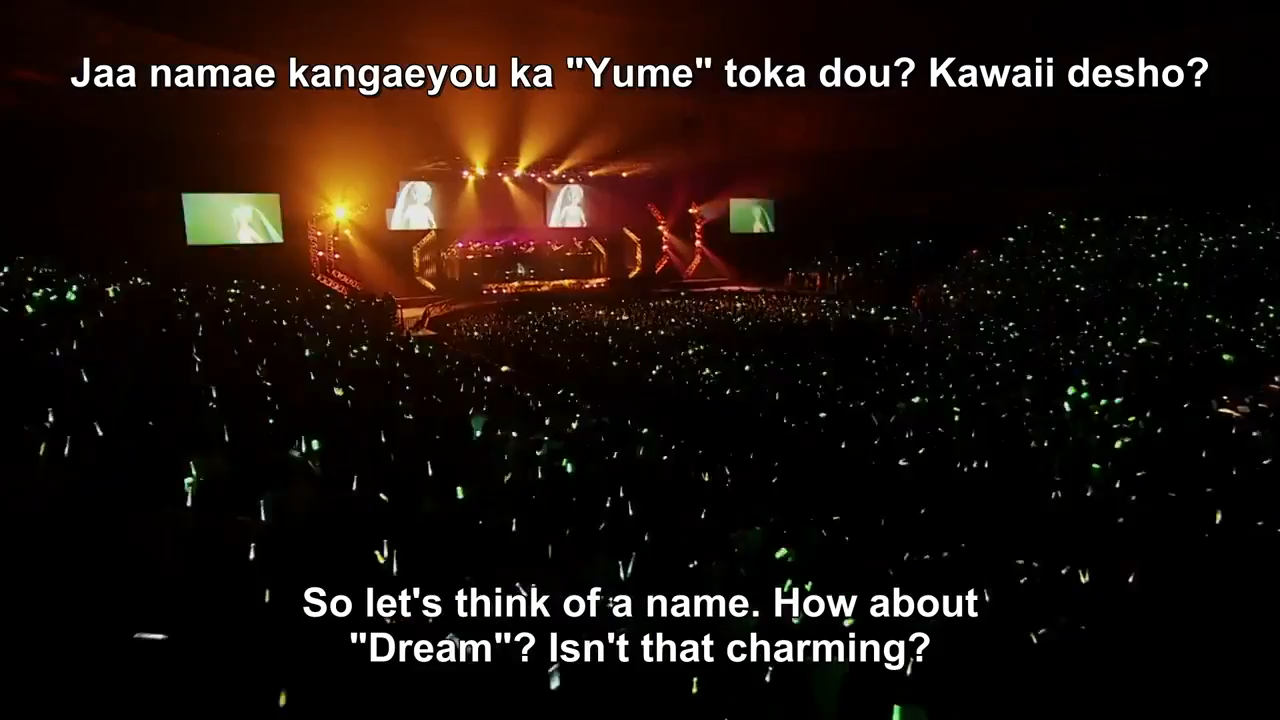 Jaa namae kangaeyou ka "Yume" toka dou? Kawaii desho?
So let's think of a name. How about
"Dream"? Isn't that charming?